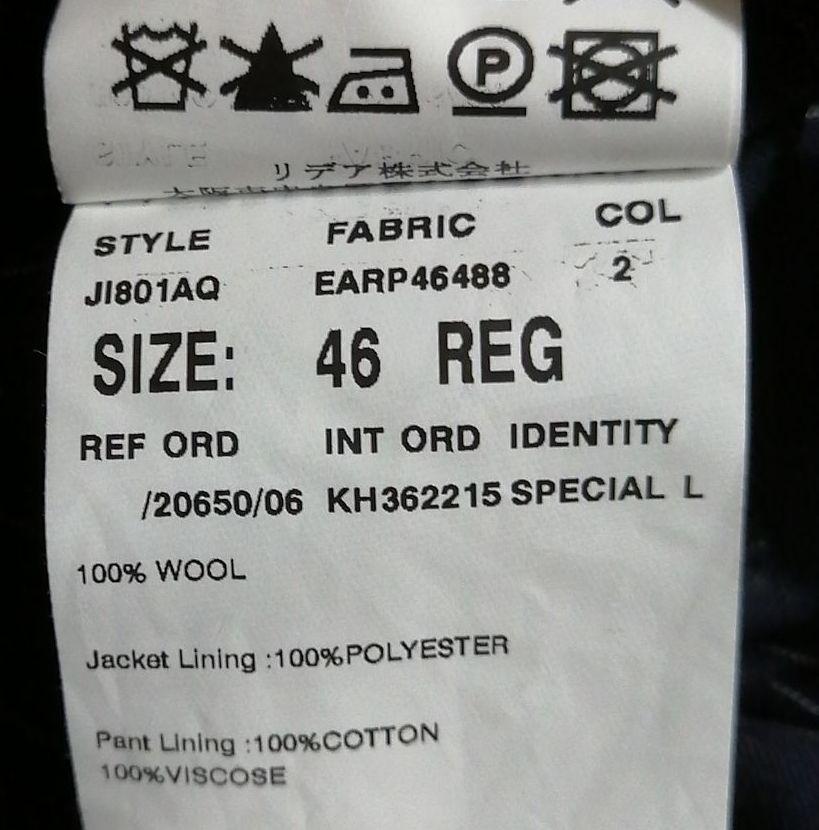 P
リデア株式会社
STYLE FABRIC COL
JI801AQ EARP46488 2
SIZE: 46 REG
REF ORD INT ORD IDENTITY
/20650/06 KH362215 SPECIAL L
100% WOOL
Jacket Lining :100%POLYESTER
Pant Lining :100%COTTON
100%VISCOSE